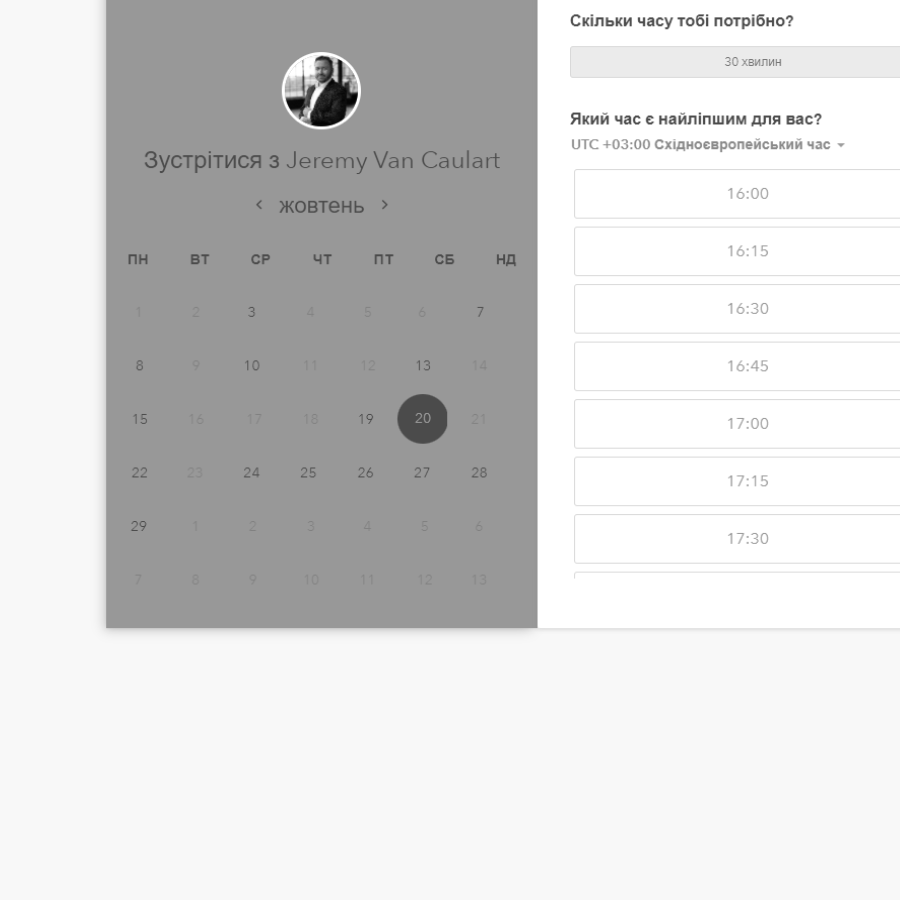 Зустрітися з Jeremy Van Caulart
жовтень
ПН ВТ СР ЧТ ПТ СБ НД
1 2 3 4 5 6 7
8 9 10 11 12 13 14
15 16 17 18 19 20 21
22 23 24 25 26 27 28
29 1 2 3 4 5 6
7 8 9 10 11 12 13
Скільки часу тобі потрібно?
30 хвилин
Який час є найліпшим для вас?
UTC +03:00 Східноєвропейський час
16:00
16:15
16:30
16:45
17:00
17:15
17:30